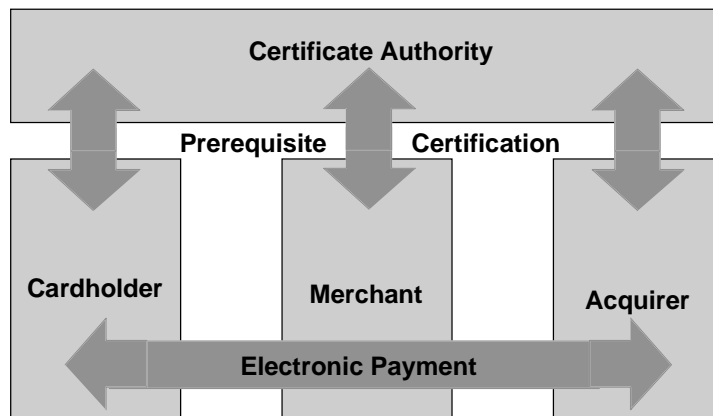 Certificate Authority
Prerequisite Certification
Cardholder
Merchant
Acquirer
Electronic Payment